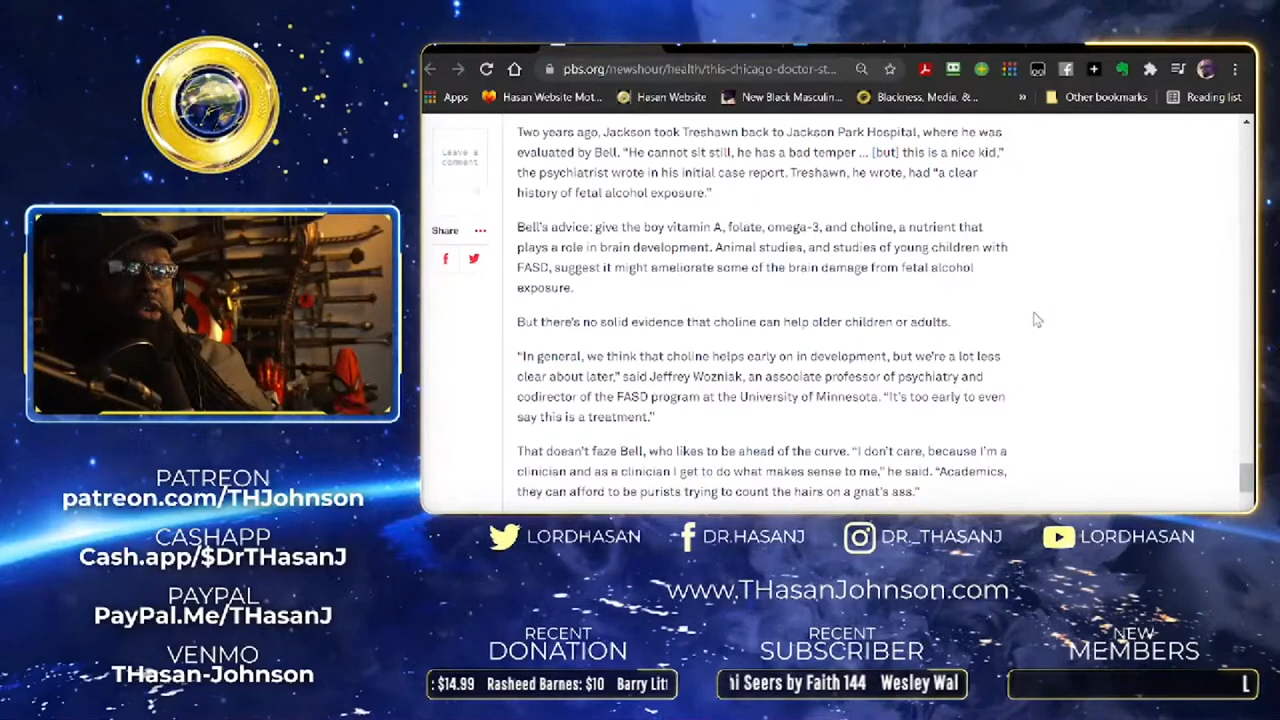 pbs.org/newshour/health/this-chicago-doctor-st...
Apps Hasan Website Mot... Hasan Website New Black Masculin... Blackness, Media, &... » Other bookmarks Reading list
Leave a
comment
Share ...
Two years ago, Jackson took Treshawn back to Jackson Park Hospital, where he was
evaluated by Bell. “He cannot sit still, he has a bad temper ... [but] this is a nice kid,”
the psychiatrist wrote in his initial case report. Treshawn, he wrote, had “a clear
history of fetal alcohol exposure.”
Bell’s advice: give the boy vitamin A, folate, omega-3, and choline, a nutrient that
plays a role in brain development. Animal studies, and studies of young children with
FASD, suggest it might ameliorate some of the brain damage from fetal alcohol
exposure.
But there’s no solid evidence that choline can help older children or adults.
“In general, we think that choline helps early on in development, but we’re a lot less
clear about later,” said Jeffrey Wozniak, an associate professor of psychiatry and
codirector of the FASD program at the University of Minnesota. “It’s too early to even
say this is a treatment.”
That doesn’t faze Bell, who likes to be ahead of the curve. “I don’t care, because I’m a
clinician and as a clinician I get to do what makes sense to me,” he said. “Academics,
they can afford to be purists trying to count the hairs on a gnat’s ass.”
PATREON
patreon.com/THJohnson
CASHAPP
Cash.app/$DrTHasanJ
PAYPAL
PayPal.Me/THasanJ
VENMO
THasan-Johnson
LORDHASAN DR.HASANJ DR._THASANJ LORDHASAN
www.THasanJohnson.com
RECENT
DONATION
: $14.99 Rasheed Barnes: $10 Barry Litt
RECENT
SUBSCRIBER
hi Seers by Faith 144 Wesley Wal
NEW
MEMBERS
L